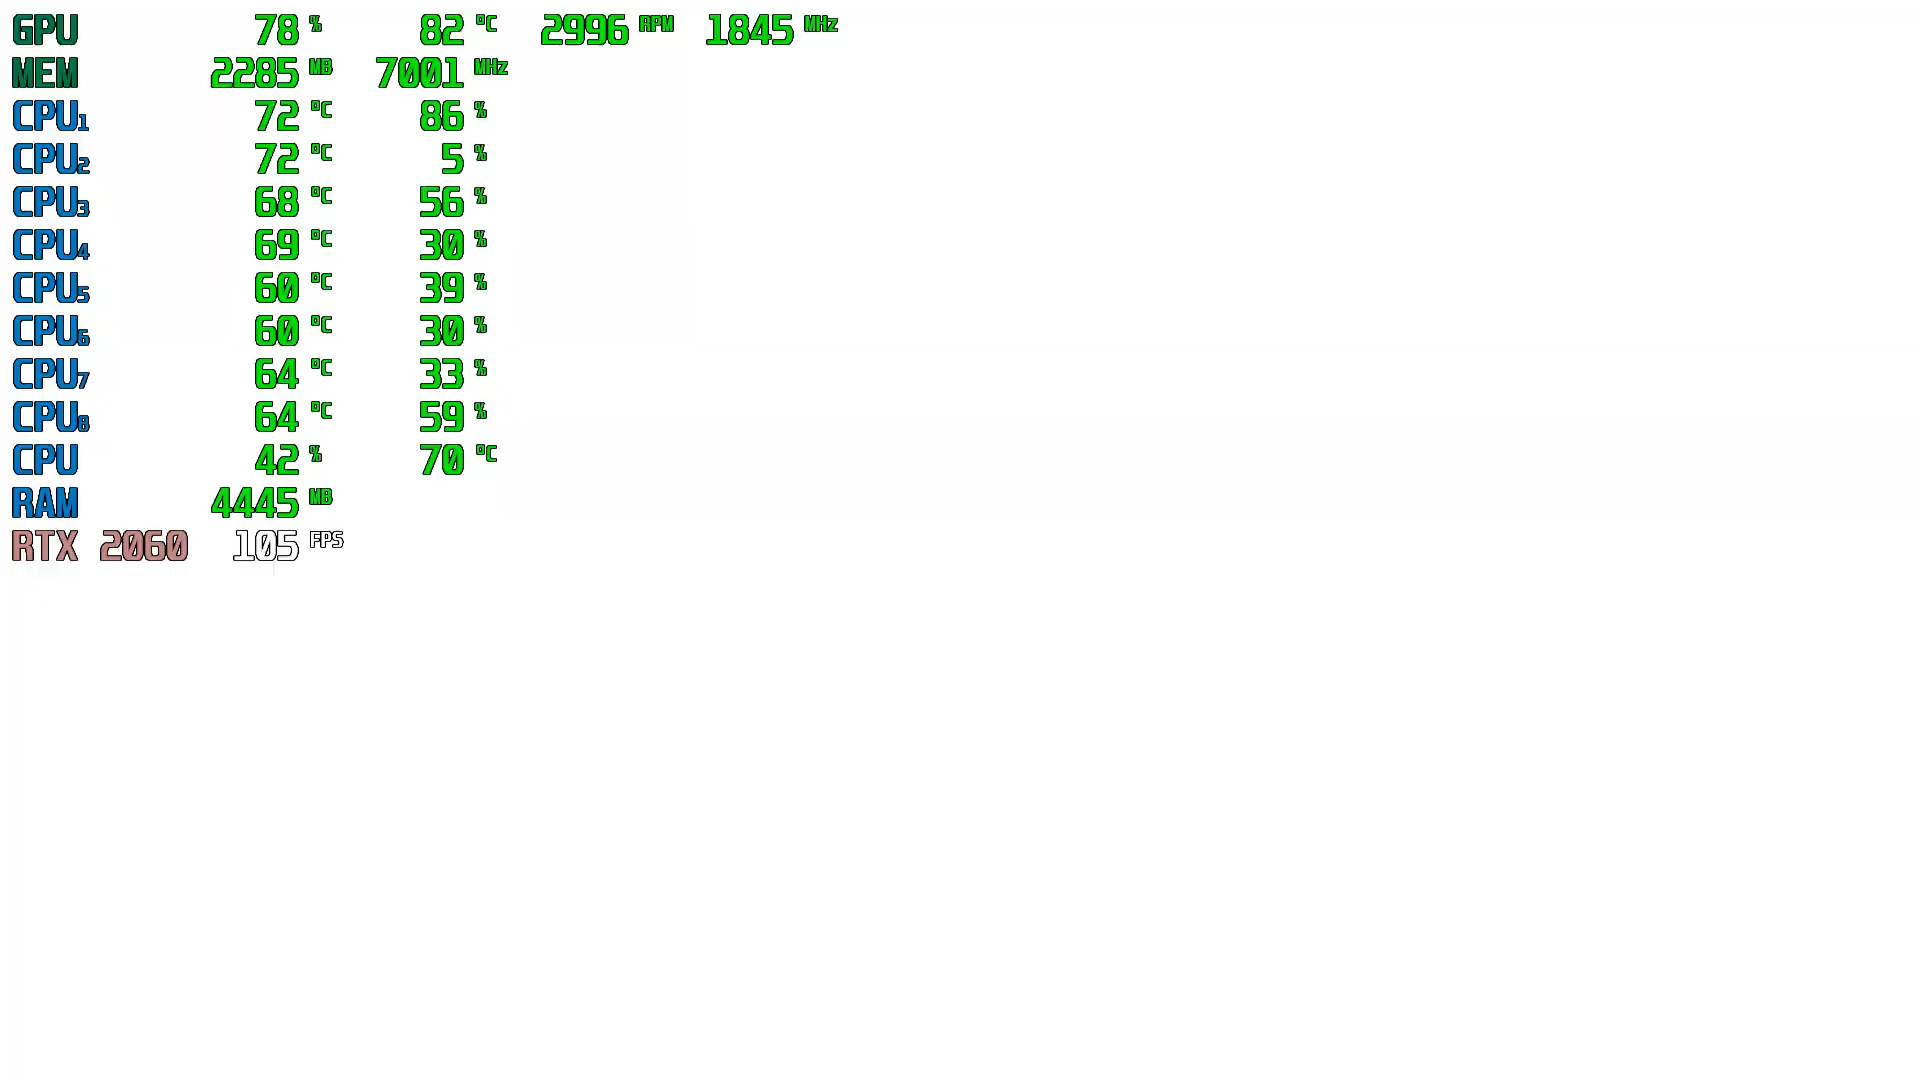 GPU 78 % 82 °C 2996 RPM 1845 MHz
MEM 2285 MB 7001 MHz
CPU1 72 °C 86 %
CPU2 72 °C 5 %
CPU3 68 °C 56 %
CPU4 69 °C 30 %
CPU5 60 °C 39 %
CPU6 60 °C 30 %
CPU7 64 °C 33 %
CPU8 64 °C 59 %
CPU 42 % 70 °C
RAM 4445 MB
RTX 2060 105 FPS